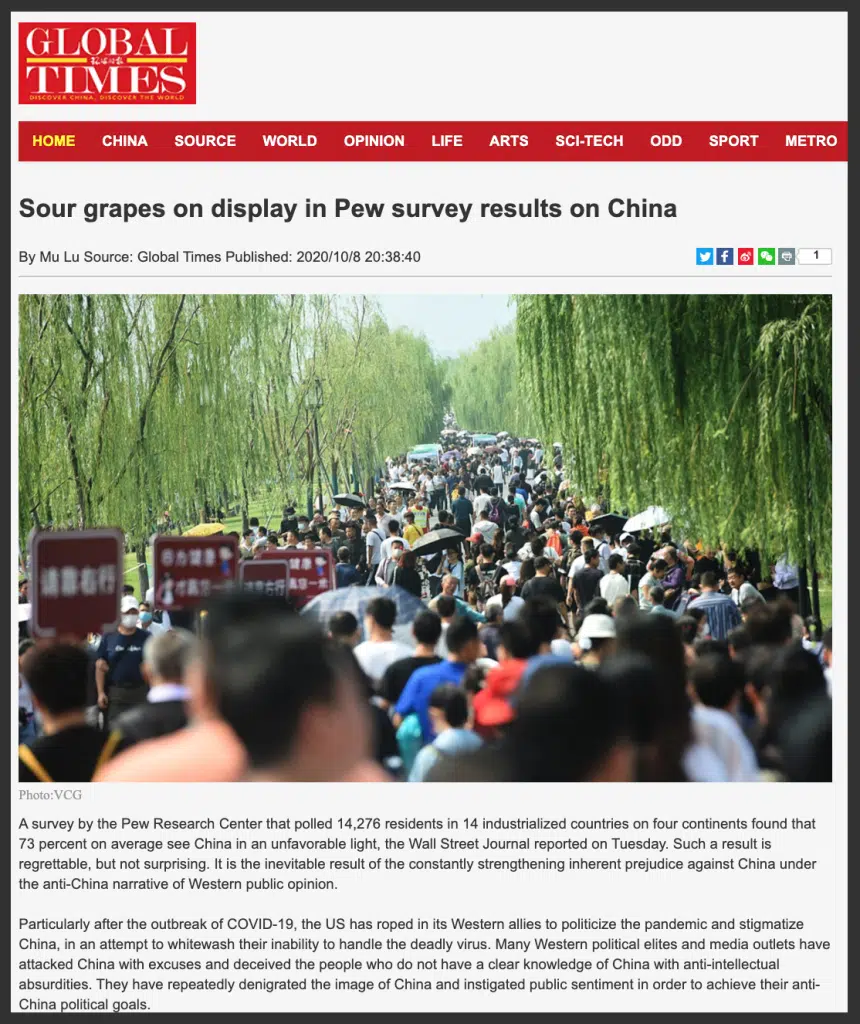 GLOBAL
环球时报
TIMES
DISCOVER CHINA, DISCOVER THE WORLD
HOME CHINA SOURCE WORLD OPINION LIFE ARTS SCI-TECH ODD SPORT METRO
Sour grapes on display in Pew survey results on China
By Mu Lu Source: Global Times Published: 2020/10/8 20:38:40
1
请靠右行
Photo:VCG
A survey by the Pew Research Center that polled 14,276 residents in 14 industrialized countries on four continents found that
73 percent on average see China in an unfavorable light, the Wall Street Journal reported on Tuesday. Such a result is
regrettable, but not surprising. It is the inevitable result of the constantly strengthening inherent prejudice against China under
the anti-China narrative of Western public opinion.
Particularly after the outbreak of COVID-19, the US has roped in its Western allies to politicize the pandemic and stigmatize
China, in an attempt to whitewash their inability to handle the deadly virus. Many Western political elites and media outlets have
attacked China with excuses and deceived the people who do not have a clear knowledge of China with anti-intellectual
absurdities. They have repeatedly denigrated the image of China and instigated public sentiment in order to achieve their anti-
China political goals.